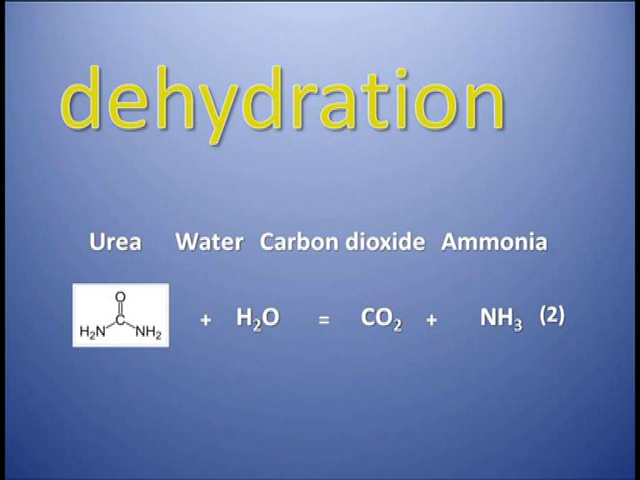 dehydration
Urea Water Carbon dioxide Ammonia
O
C
H₂N NH₂ + H₂O = CO₂ + NH₃ (2)